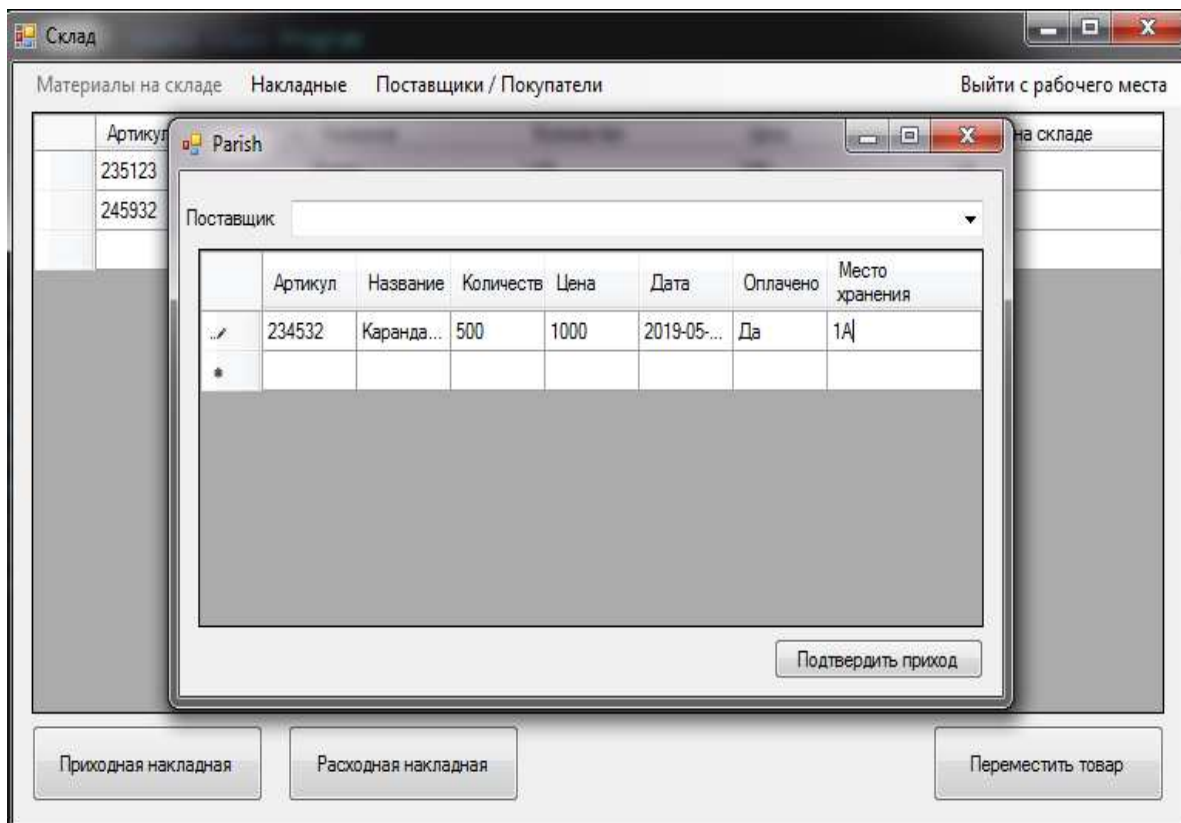 Склад
Материалы на складе Накладные Поставщики / Покупатели Выйти с рабочего места
Артикул на складе
235123
245932
Parish
Поставщик
Артикул Название Количеств Цена Дата Оплачено Место хранения
234532 Каранда... 500 1000 2019-05-... Да 1А
Подтвердить приход
Приходная накладная Расходная накладная Переместить товар